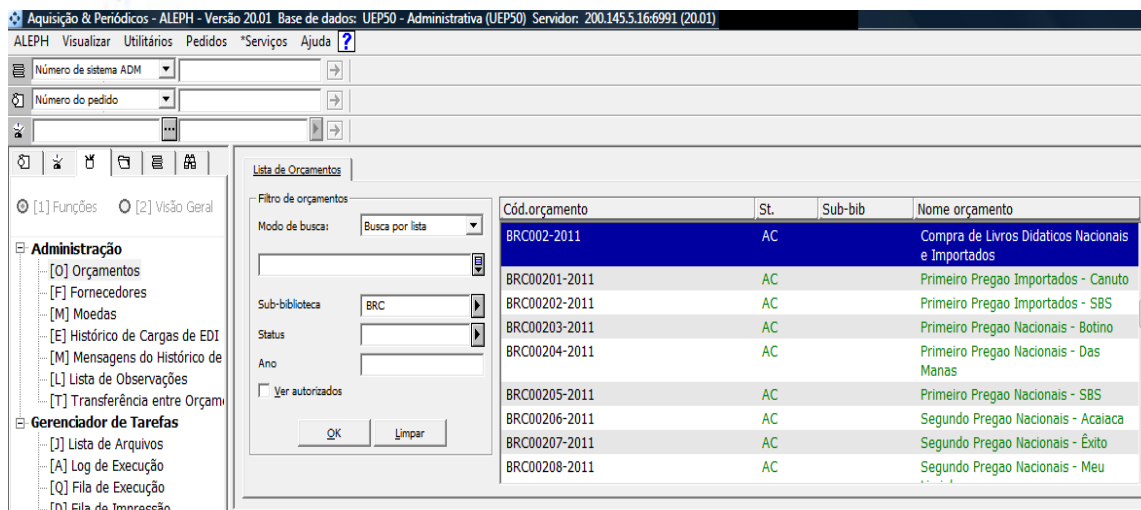 Aquisição & Periódicos - ALEPH - Versão 20.01 Base de dados: UEP50 - Administrativa (UEP50) Servidor: 200.145.5.16:6991 (20.01)
ALEPH Visualizar Utilitários Pedidos *Serviços Ajuda ?
Número de sistema ADM
Número do pedido
[1] Funções [2] Visão Geral
Administração
[O] Orçamentos
[F] Fornecedores
[M] Moedas
[E] Histórico de Cargas de EDI
[M] Mensagens do Histórico de
[L] Lista de Observações
[T] Transferência entre Orçam
Gerenciador de Tarefas
[J] Lista de Arquivos
[A] Log de Execução
[Q] Fila de Execução
[D] Fila de Impressão
Lista de Orçamentos
Filtro de orçamentos
Modo de busca: Busca por lista
Sub-biblioteca BRC
Status
Ano
Ver autorizados
OK Limpar
Cód.orçamento St. Sub-bib Nome orçamento
BRC002-2011 AC Compra de Livros Didaticos Nacionais
e Importados
BRC00201-2011 AC Primeiro Pregao Importados - Canuto
BRC00202-2011 AC Primeiro Pregao Importados - SBS
BRC00203-2011 AC Primeiro Pregao Nacionais - Botino
BRC00204-2011 AC Primeiro Pregao Nacionais - Das
Manas
BRC00205-2011 AC Primeiro Pregao Nacionais - SBS
BRC00206-2011 AC Segundo Pregao Nacionais - Acaiaca
BRC00207-2011 AC Segundo Pregao Nacionais - Êxito
BRC00208-2011 AC Segundo Pregao Nacionais - Meu